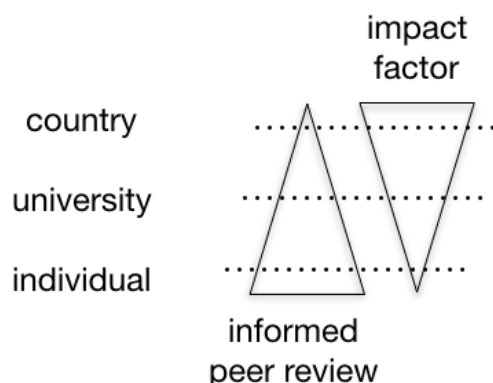 impact
factor
country
university
individual
informed
peer review